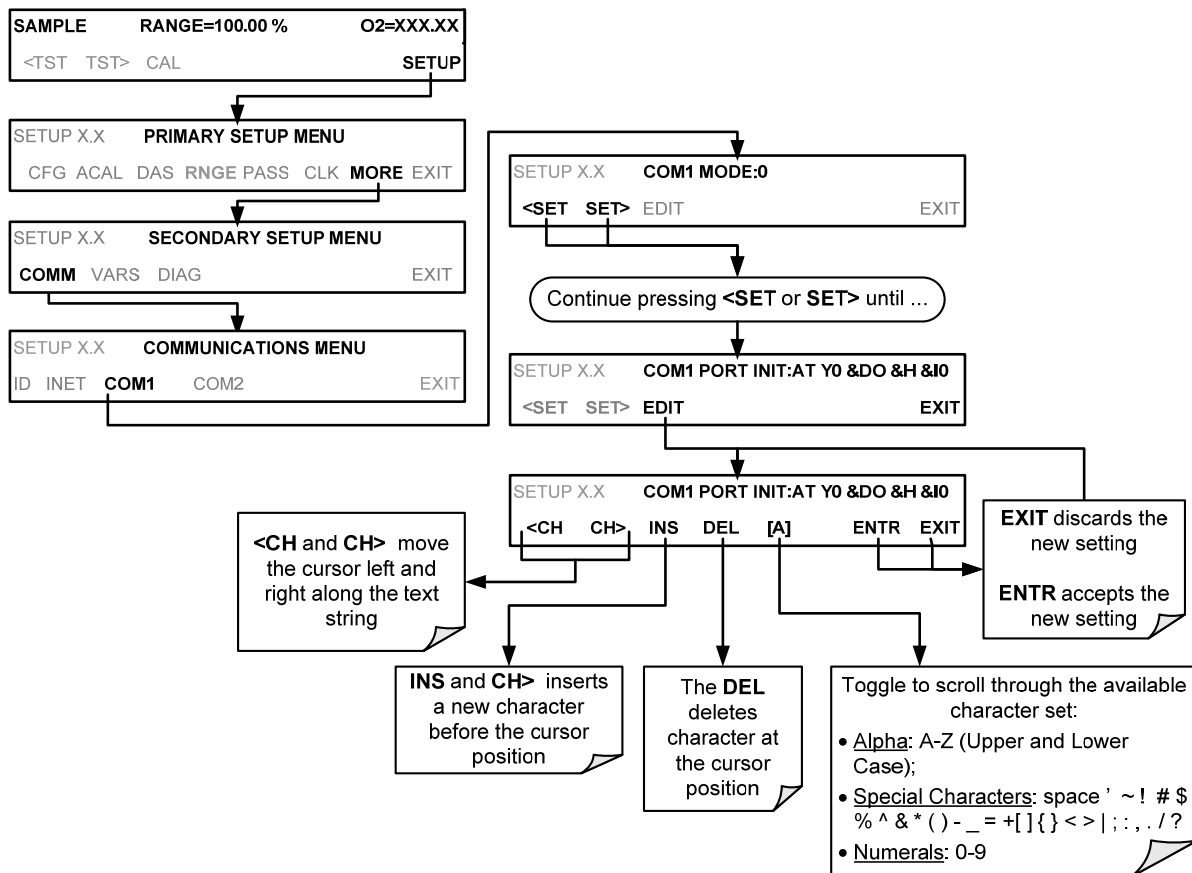 SAMPLE RANGE=100.00 % O2=XXX.XX
<TST TST> CAL SETUP
SETUP X.X PRIMARY SETUP MENU
CFG ACAL DAS RNGE PASS CLK MORE EXIT
SETUP X.X SECONDARY SETUP MENU
COMM VARS DIAG EXIT
SETUP X.X COMMUNICATIONS MENU
ID INET COM1 COM2 EXIT
SETUP X.X COM1 MODE:0
<SET SET> EDIT EXIT
Continue pressing <SET or SET> until ...
SETUP X.X COM1 PORT INIT:AT Y0 &DO &H &I0
<SET SET> EDIT EXIT
SETUP X.X COM1 PORT INIT:AT Y0 &DO &H &I0
<CH CH> INS DEL [A] ENTR EXIT
<CH and CH> move
the cursor left and
right along the text
string
EXIT discards the
new setting
ENTR accepts the
new setting
INS and CH> inserts
a new character
before the cursor
position
The DEL
deletes
character at
the cursor
position
Toggle to scroll through the available
character set:
• Alpha: A-Z (Upper and Lower
Case);
• Special Characters: space ' ~ ! # $
% ^ & * ( ) - _ = +[ ] { } < > | ; : , . / ?
• Numerals: 0-9